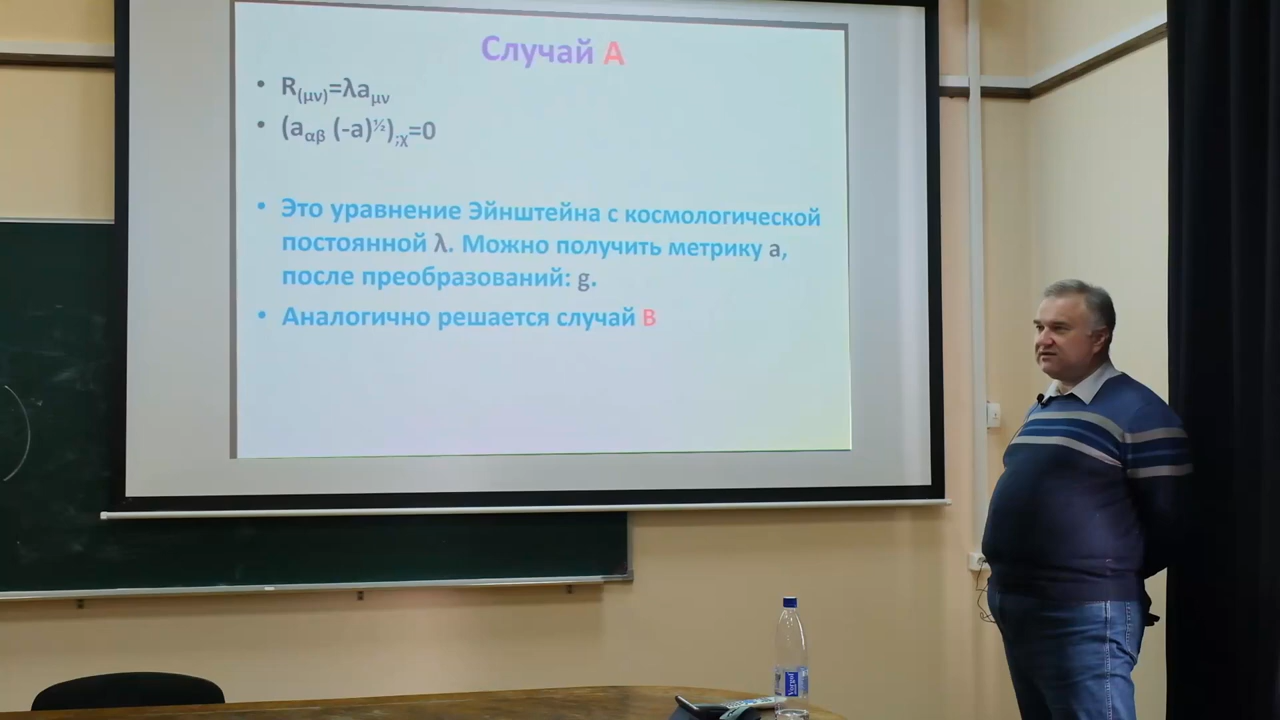 Случай А
• R(μν)=λaμν
• (aαβ (-a)½);χ=0
• Это уравнение Эйнштейна с космологической
постоянной λ. Можно получить метрику a,
после преобразований: g.
• Аналогично решается случай В